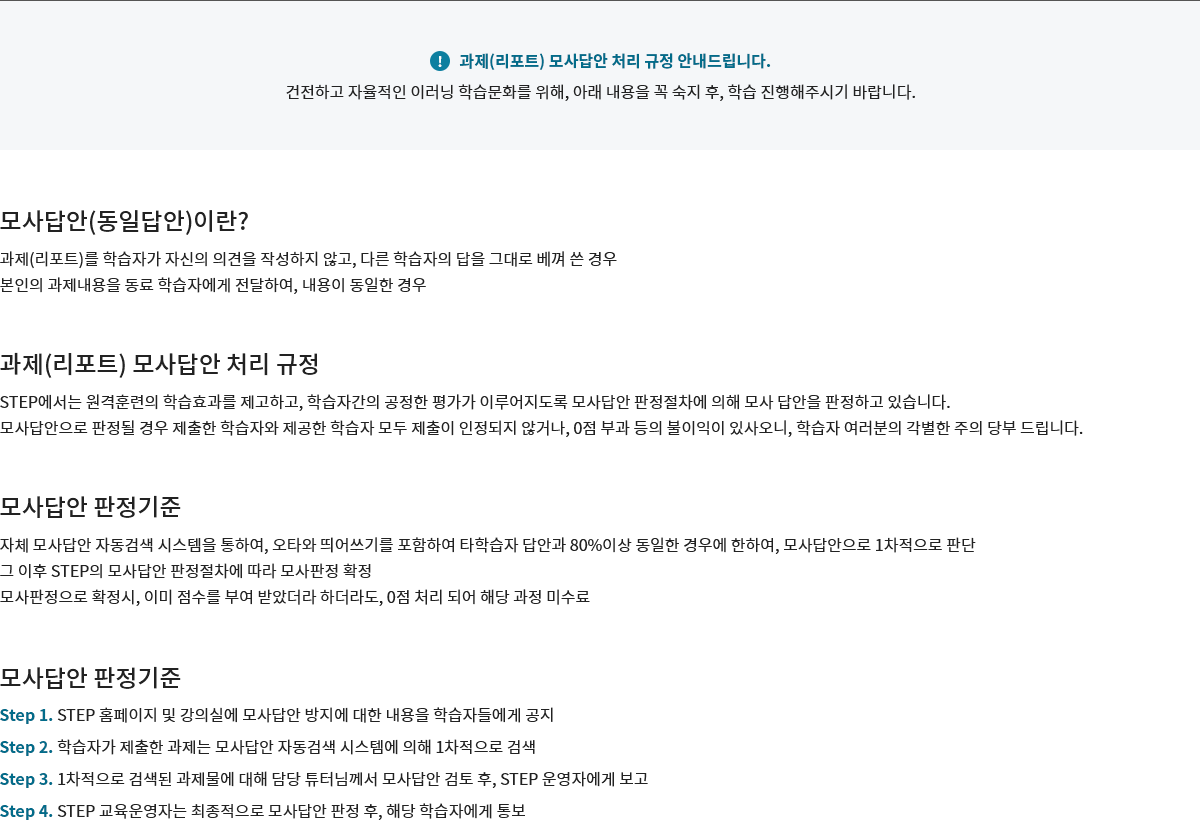 과제(리포트) 모사답안 처리 규정 안내드립니다.
건전하고 자율적인 이러닝 학습문화를 위해, 아래 내용을 꼭 숙지 후, 학습 진행해주시기 바랍니다.
모사답안(동일답안)이란?
과제(리포트)를 학습자가 자신의 의견을 작성하지 않고, 다른 학습자의 답을 그대로 베껴 쓴 경우
본인의 과제내용을 동료 학습자에게 전달하여, 내용이 동일한 경우
과제(리포트) 모사답안 처리 규정
STEP에서는 원격훈련의 학습효과를 제고하고, 학습자간의 공정한 평가가 이루어지도록 모사답안 판정절차에 의해 모사 답안을 판정하고 있습니다.
모사답안으로 판정될 경우 제출한 학습자와 제공한 학습자 모두 제출이 인정되지 않거나, 0점 부과 등의 불이익이 있사오니, 학습자 여러분의 각별한 주의 당부 드립니다.
모사답안 판정기준
자체 모사답안 자동검색 시스템을 통하여, 오타와 띄어쓰기를 포함하여 타학습자 답안과 80%이상 동일한 경우에 한하여, 모사답안으로 1차적으로 판단
그 이후 STEP의 모사답안 판정절차에 따라 모사판정 확정
모사판정으로 확정시, 이미 점수를 부여 받았더라 하더라도, 0점 처리 되어 해당 과정 미수료
모사답안 판정기준
Step 1. STEP 홈페이지 및 강의실에 모사답안 방지에 대한 내용을 학습자들에게 공지
Step 2. 학습자가 제출한 과제는 모사답안 자동검색 시스템에 의해 1차적으로 검색
Step 3. 1차적으로 검색된 과제물에 대해 담당 튜터님께서 모사답안 검토 후, STEP 운영자에게 보고
Step 4. STEP 교육운영자는 최종적으로 모사답안 판정 후, 해당 학습자에게 통보